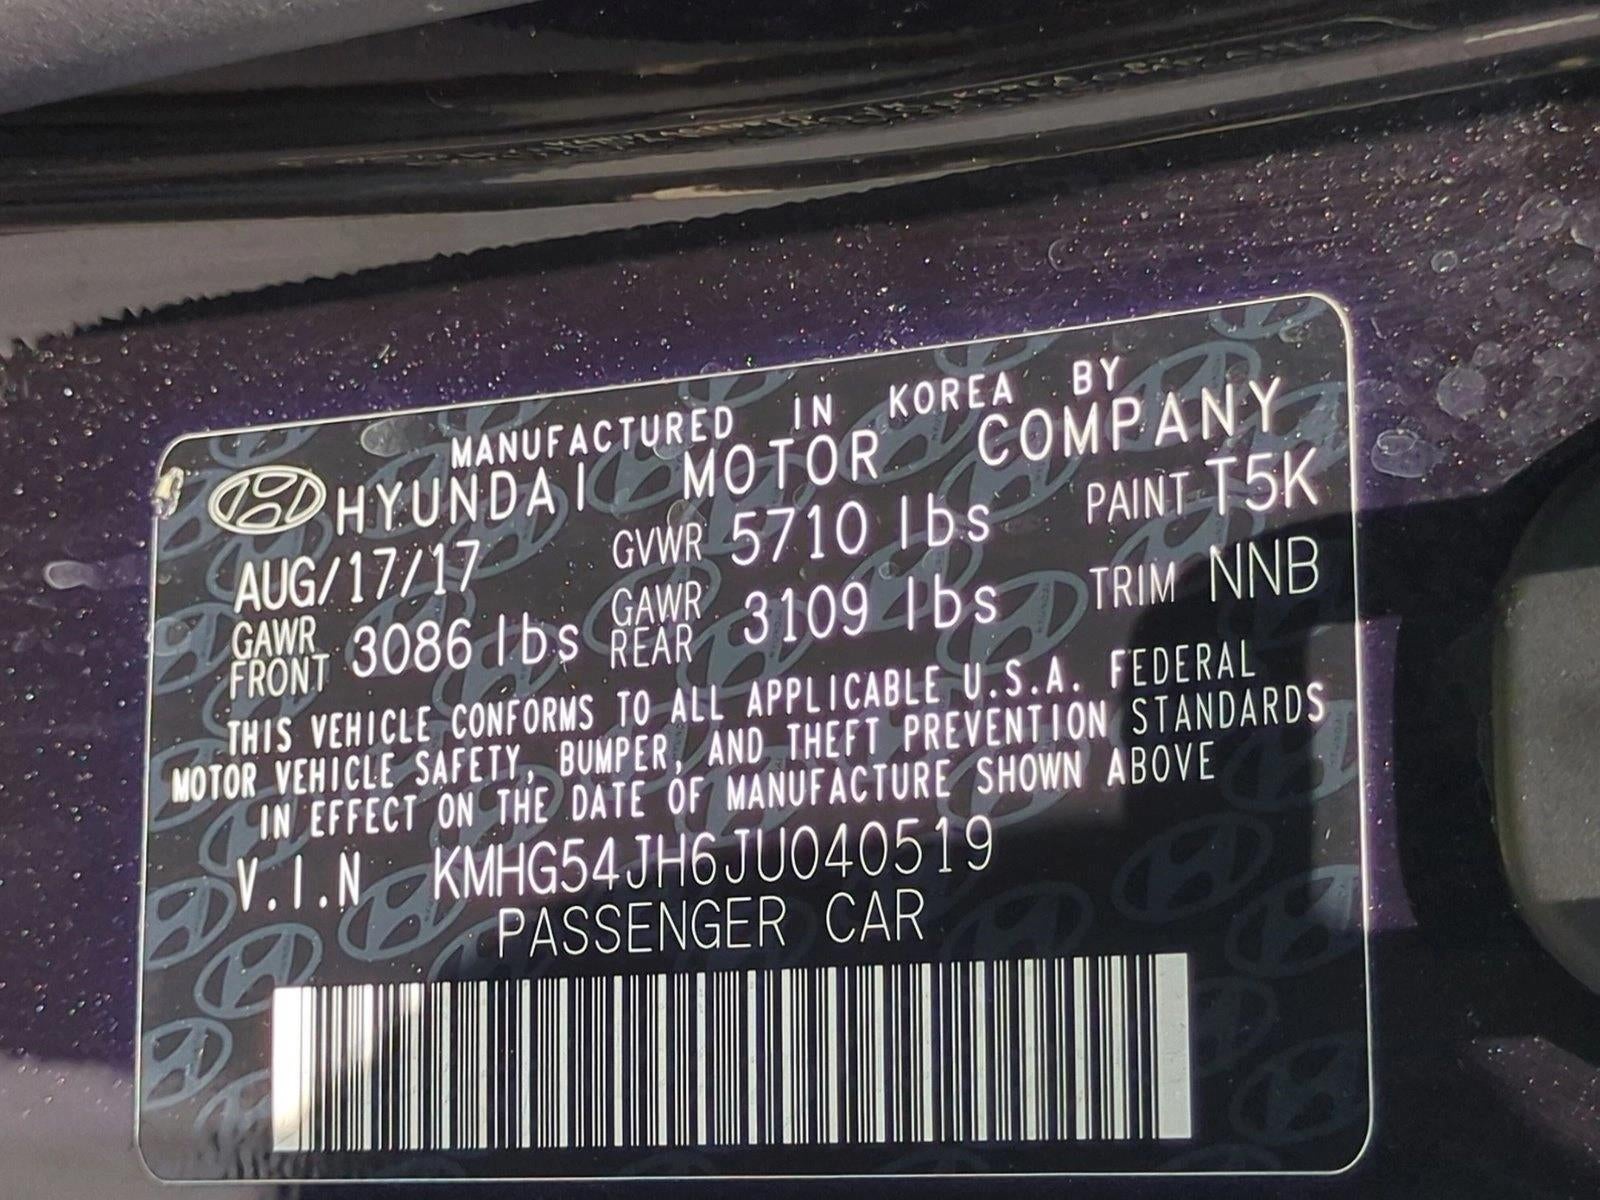 MANUFACTURED IN KOREA BY
HYUNDAI MOTOR COMPANY
AUG/17/17 GVWR 5710 lbs PAINT T5K
GAWR FRONT 3086 lbs GAWR REAR 3109 lbs TRIM NNB
THIS VEHICLE CONFORMS TO ALL APPLICABLE U.S.A. FEDERAL
MOTOR VEHICLE SAFETY, BUMPER, AND THEFT PREVENTION STANDARDS
IN EFFECT ON THE DATE OF MANUFACTURE SHOWN ABOVE
V.I.N KMHG54JH6JU040519
PASSENGER CAR